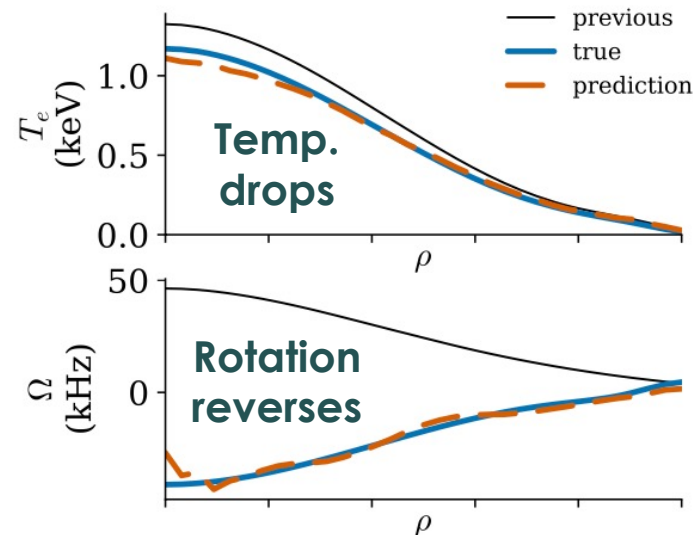 previous
true
prediction
T_e
(keV)
1.0
0.5
0.0
Temp.
drops
ρ
Ω
(kHz)
50
0
Rotation
reverses
ρ